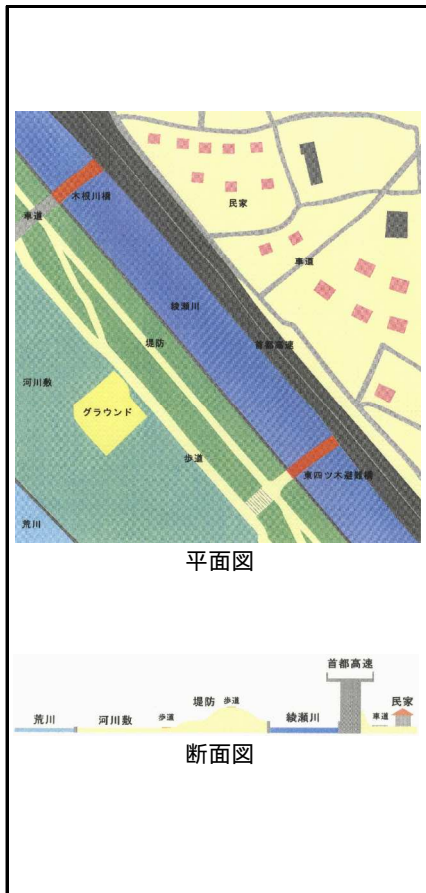 木根川橋
車道
民家
車道
綾瀬川
首都高速
堤防
河川敷
グラウンド
歩道
東四ツ木避難橋
荒川
平面図
首都高速
堤防
歩道
民家
荒川
河川敷
歩道
綾瀬川
車道
断面図